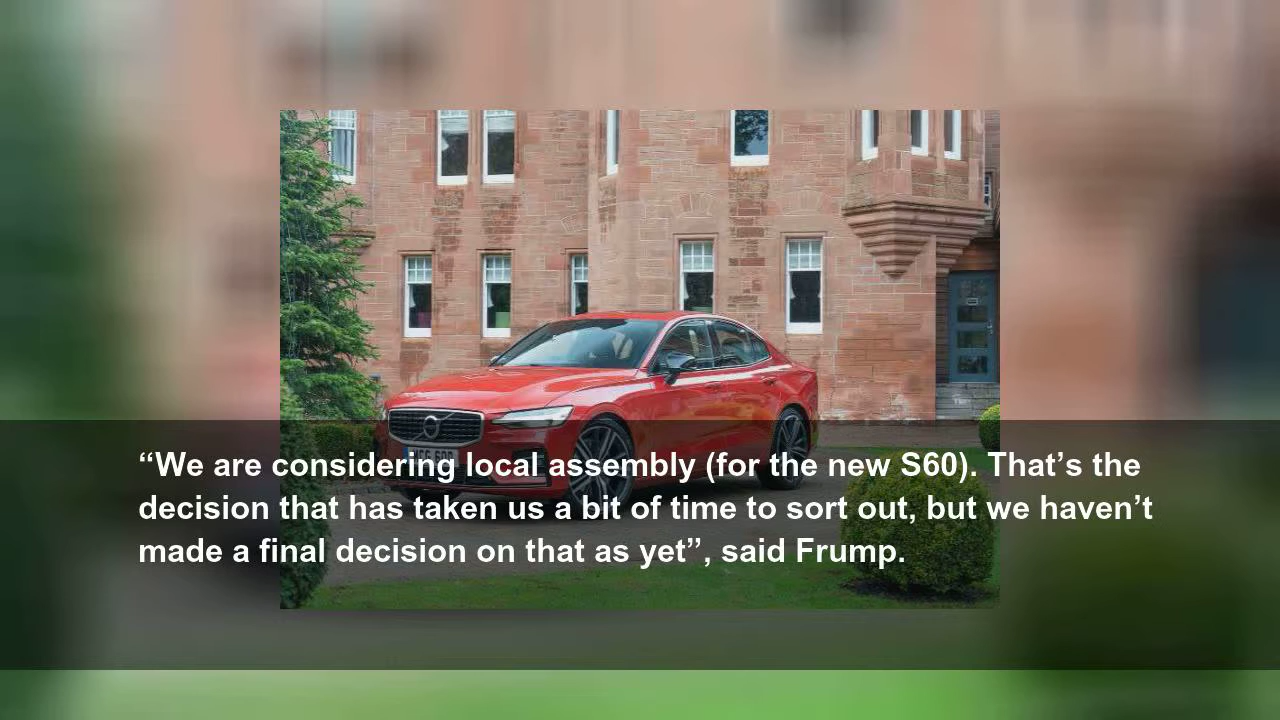 “We are considering local assembly (for the new S60). That’s the
decision that has taken us a bit of time to sort out, but we haven’t
made a final decision on that as yet”, said Frump.